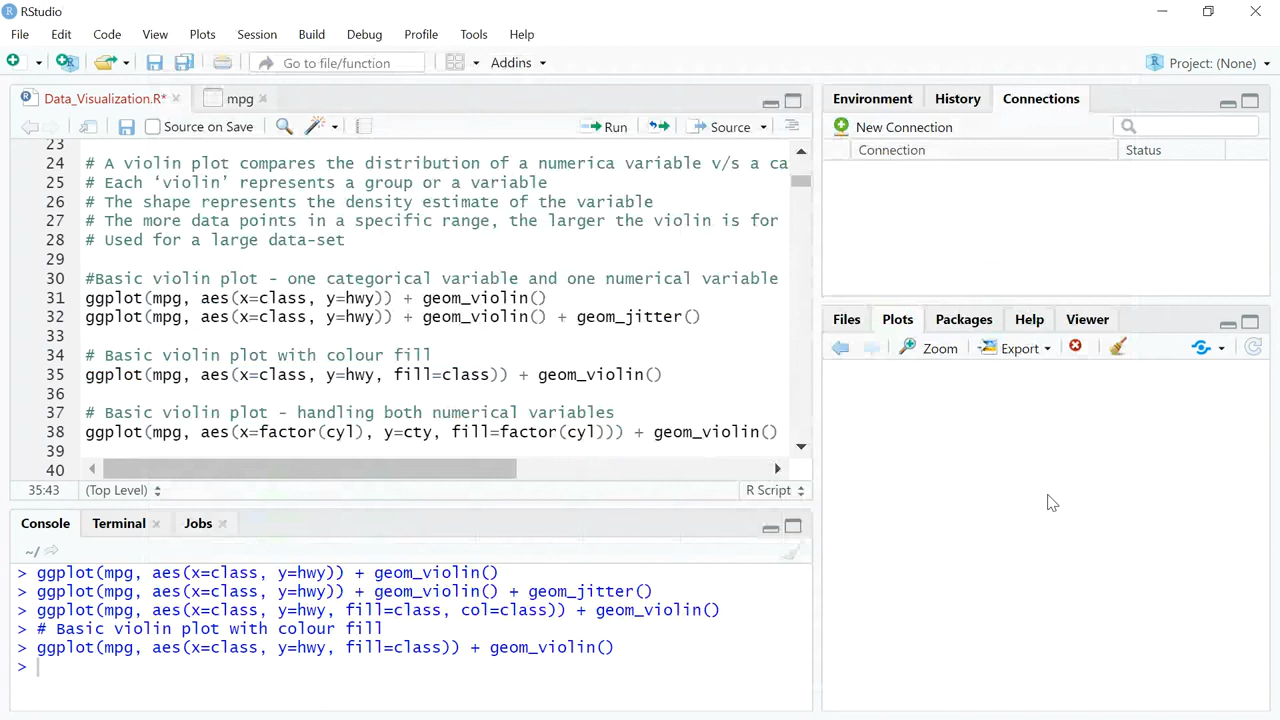 RStudio
File Edit Code View Plots Session Build Debug Profile Tools Help
Go to file/function Addins Project: (None)
Data_Visualization.R* mpg
Source on Save Run Source
23
24 # A violin plot compares the distribution of a numerica variable v/s a ca
25 # Each ‘violin’ represents a group or a variable
26 # The shape represents the density estimate of the variable
27 # The more data points in a specific range, the larger the violin is for
28 # Used for a large data-set
29
30 #Basic violin plot - one categorical variable and one numerical variable
31 ggplot(mpg, aes(x=class, y=hwy)) + geom_violin()
32 ggplot(mpg, aes(x=class, y=hwy)) + geom_violin() + geom_jitter()
33
34 # Basic violin plot with colour fill
35 ggplot(mpg, aes(x=class, y=hwy, fill=class)) + geom_violin()
36
37 # Basic violin plot - handling both numerical variables
38 ggplot(mpg, aes(x=factor(cyl), y=cty, fill=factor(cyl))) + geom_violin()
39
40
35:43 (Top Level) R Script
Console Terminal Jobs
~/
> ggplot(mpg, aes(x=class, y=hwy)) + geom_violin()
> ggplot(mpg, aes(x=class, y=hwy)) + geom_violin() + geom_jitter()
> ggplot(mpg, aes(x=class, y=hwy, fill=class, col=class)) + geom_violin()
> # Basic violin plot with colour fill
> ggplot(mpg, aes(x=class, y=hwy, fill=class)) + geom_violin()
>
Environment History Connections
New Connection
Connection Status
Files Plots Packages Help Viewer
Zoom Export